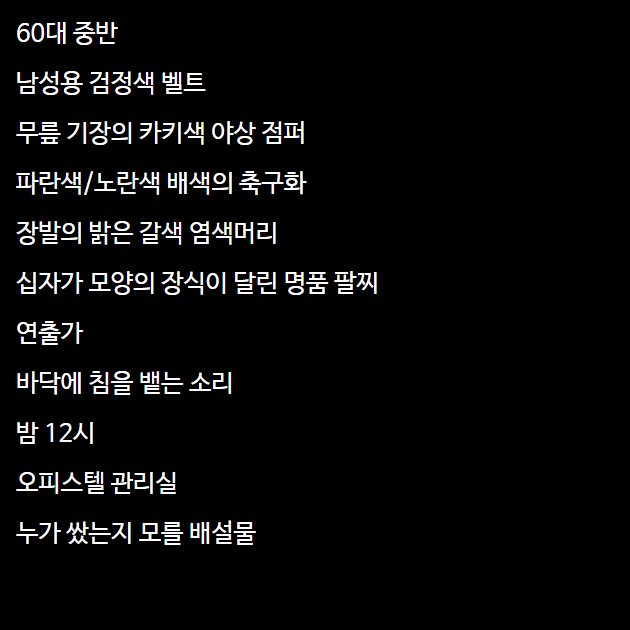 60대 중반
남성용 검정색 벨트
무릎 기장의 카키색 야상 점퍼
파란색/노란색 배색의 축구화
장발의 밝은 갈색 염색머리
십자가 모양의 장식이 달린 명품 팔찌
연출가
바닥에 침을 뱉는 소리
밤 12시
오피스텔 관리실
누가 쌌는지 모를 배설물